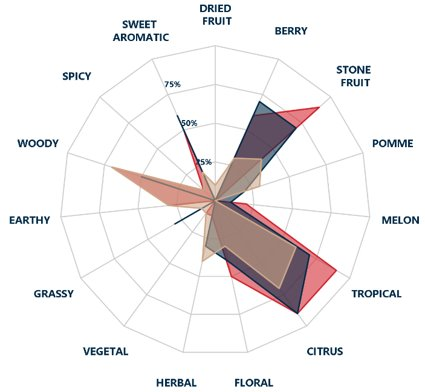 DRIED
FRUIT
SWEET
AROMATIC
BERRY
SPICY
STONE
FRUIT
75%
50%
25%
WOODY
POMME
EARTHY
MELON
GRASSY
TROPICAL
VEGETAL
CITRUS
HERBAL
FLORAL